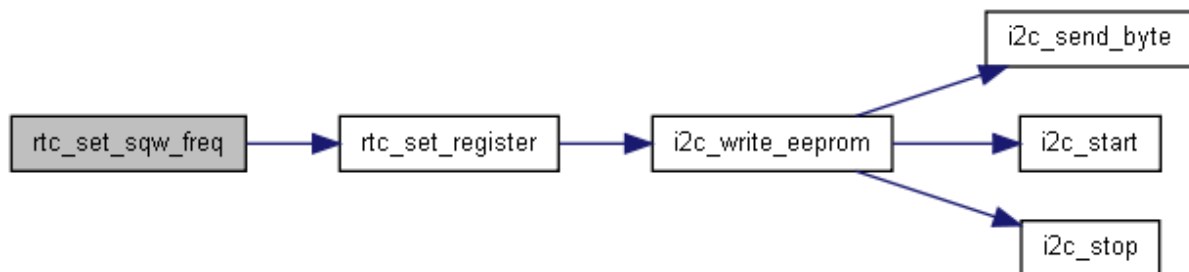 i2c_send_byte
rtc_set_sqw_freq
rtc_set_register
i2c_write_eeprom
i2c_start
i2c_stop